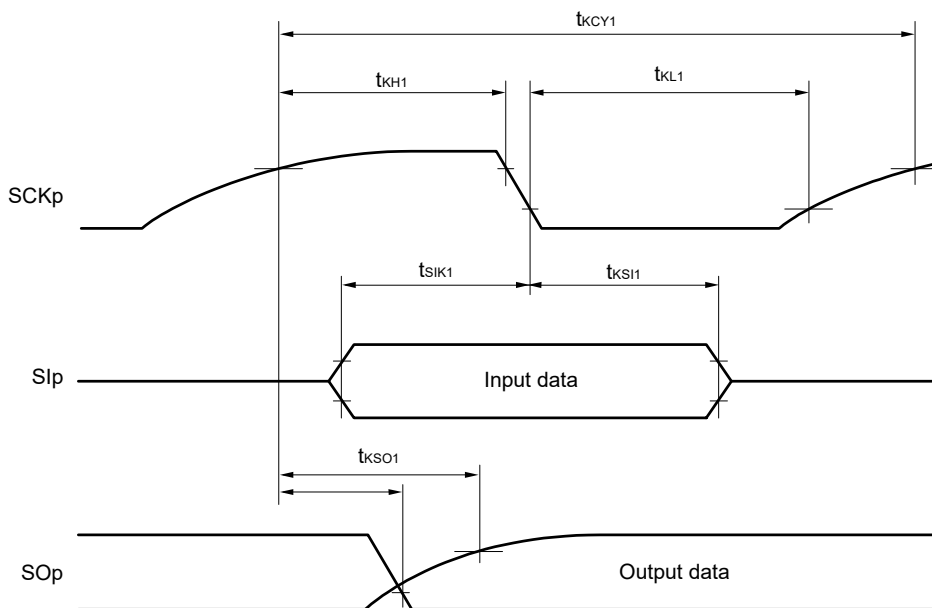 tKCY1
tKH1
tKL1
SCKp
tSIK1
tKSI1
SIp
Input data
tKSO1
SOp
Output data